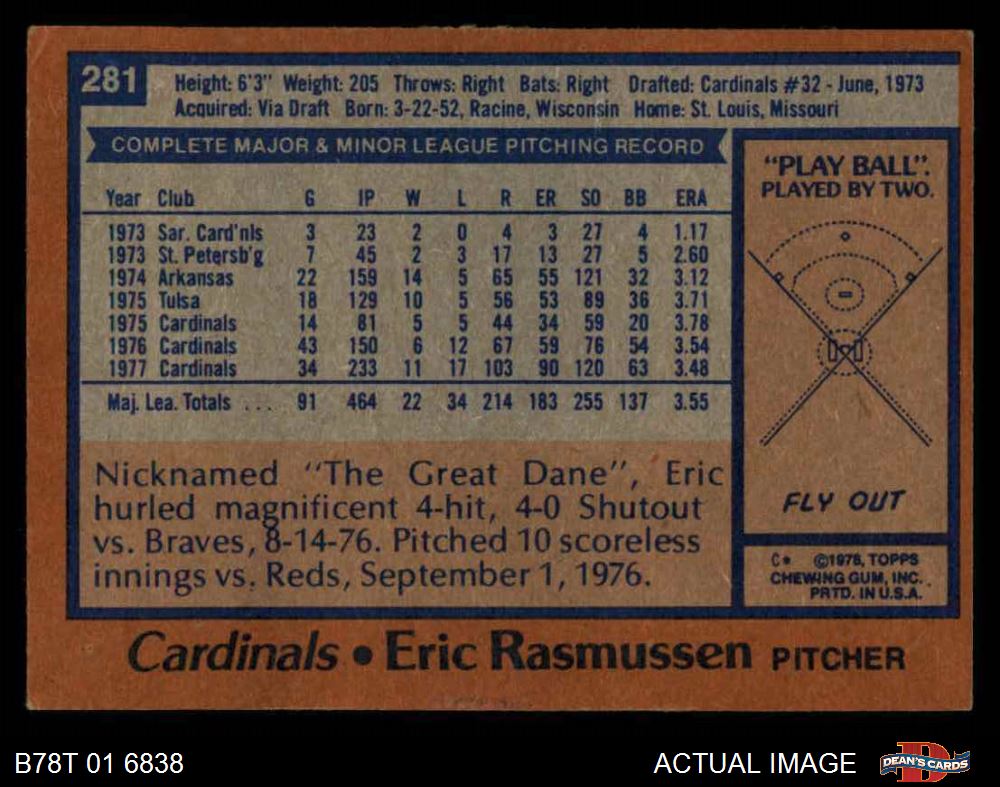 281
Height: 6'3" Weight: 205 Throws: Right Bats: Right Drafted: Cardinals #32 - June, 1973
Acquired: Via Draft Born: 3-22-52, Racine, Wisconsin Home: St. Louis, Missouri
COMPLETE MAJOR & MINOR LEAGUE PITCHING RECORD
Year Club G IP W L R ER SO BB ERA
1973 Sar. Card'nls 3 23 2 0 4 3 27 4 1.17
1973 St. Petersb'g 7 45 2 3 17 13 27 5 2.60
1974 Arkansas 22 159 14 5 65 55 121 32 3.12
1975 Tulsa 18 129 10 5 56 53 89 36 3.71
1975 Cardinals 14 81 5 5 44 34 59 20 3.78
1976 Cardinals 43 150 6 12 67 59 76 54 3.54
1977 Cardinals 34 233 11 17 103 90 120 63 3.48
Maj. Lea. Totals ... 91 464 22 34 214 183 255 137 3.55
Nicknamed "The Great Dane", Eric
hurled magnificent 4-hit, 4-0 Shutout
vs. Braves, 8-14-76. Pitched 10 scoreless
innings vs. Reds, September 1, 1976.
"PLAY BALL".
PLAYED BY TWO.
FLY OUT
C* ©1978, TOPPS
CHEWING GUM, INC.
PRTD. IN U.S.A.
Cardinals • Eric Rasmussen PITCHER
B78T 01 6838
ACTUAL IMAGE
DEAN'S CARDS